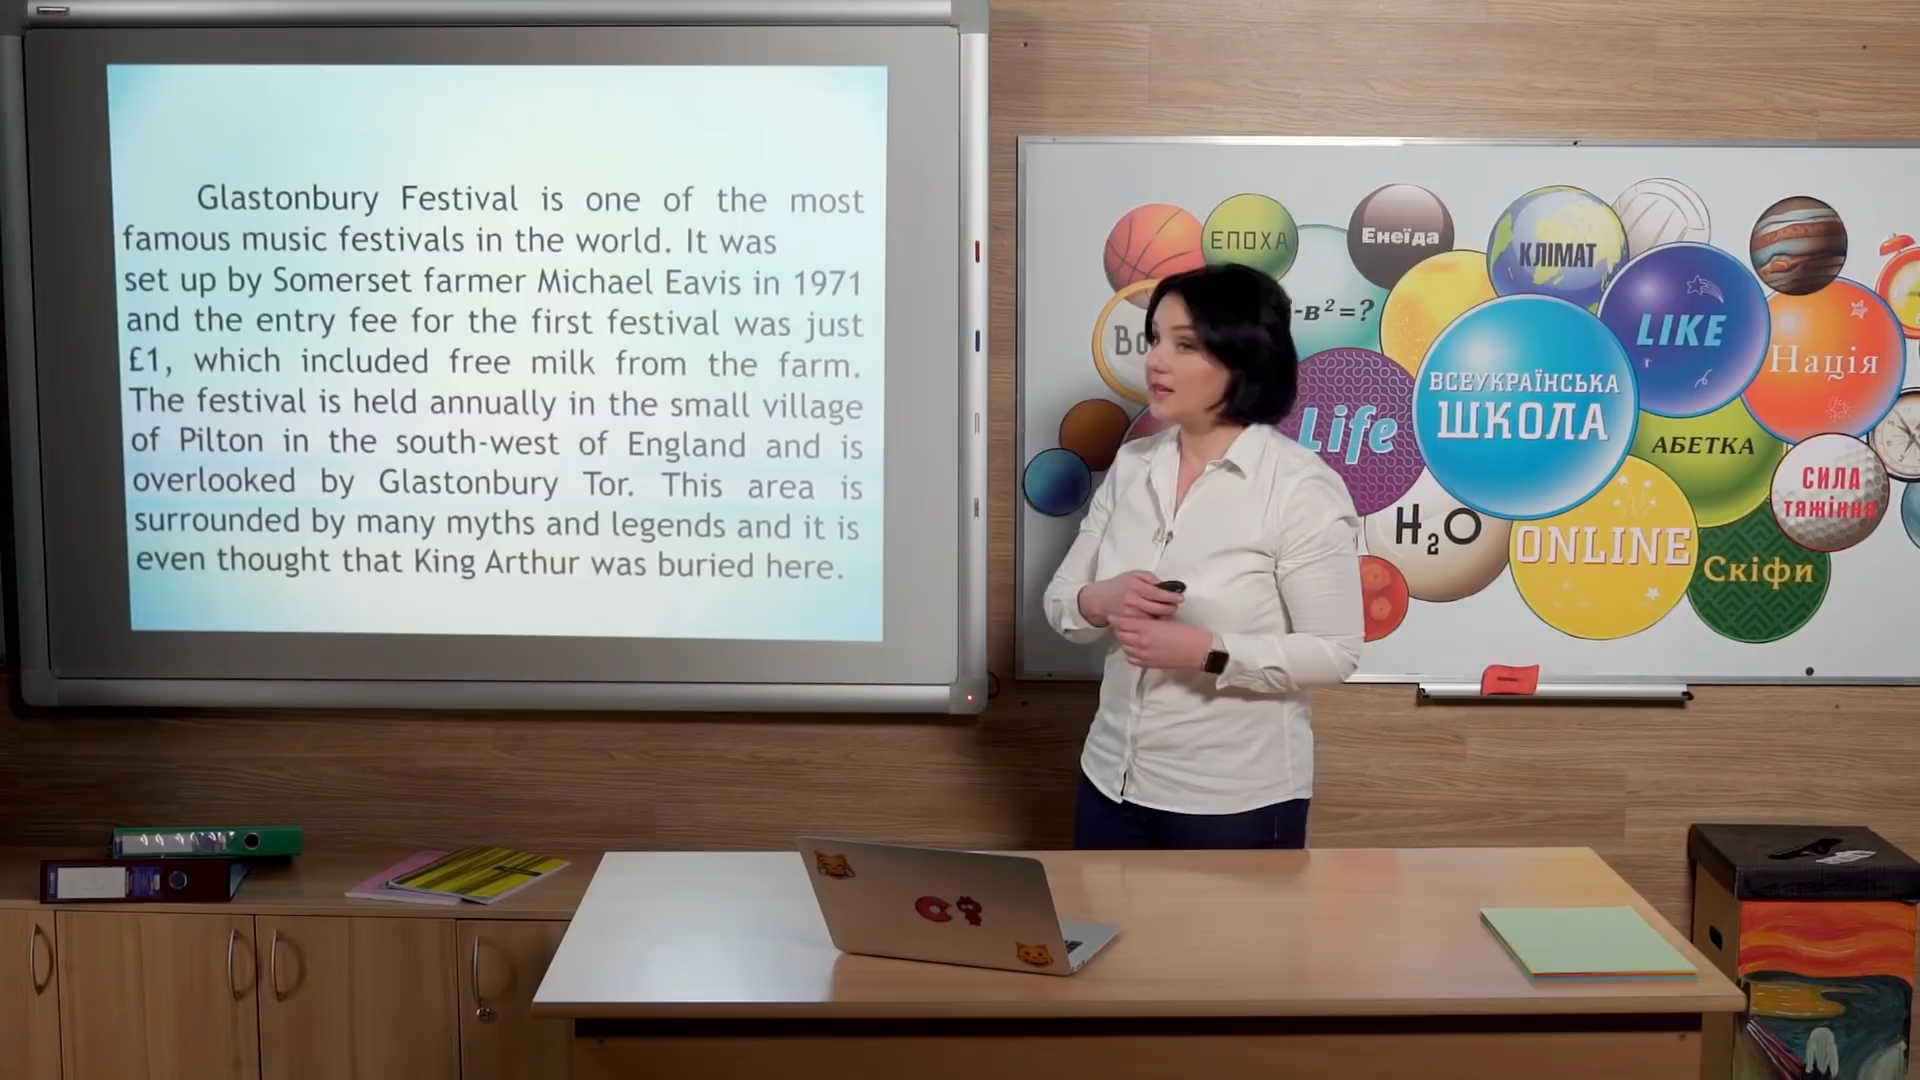 Glastonbury Festival is one of the most
famous music festivals in the world. It was
set up by Somerset farmer Michael Eavis in 1971
and the entry fee for the first festival was just
£1, which included free milk from the farm.
The festival is held annually in the small village
of Pilton in the south-west of England and is
overlooked by Glastonbury Tor. This area is
surrounded by many myths and legends and it is
even thought that King Arthur was buried here.
ЕПОХА
Енеїда
КЛІМАТ
-в²=?
LIKE
Нація
ВСЕУКРАЇНСЬКА
ШКОЛА
Life
АБЕТКА
СИЛА
тяжіння
H₂O
ONLINE
Скіфи